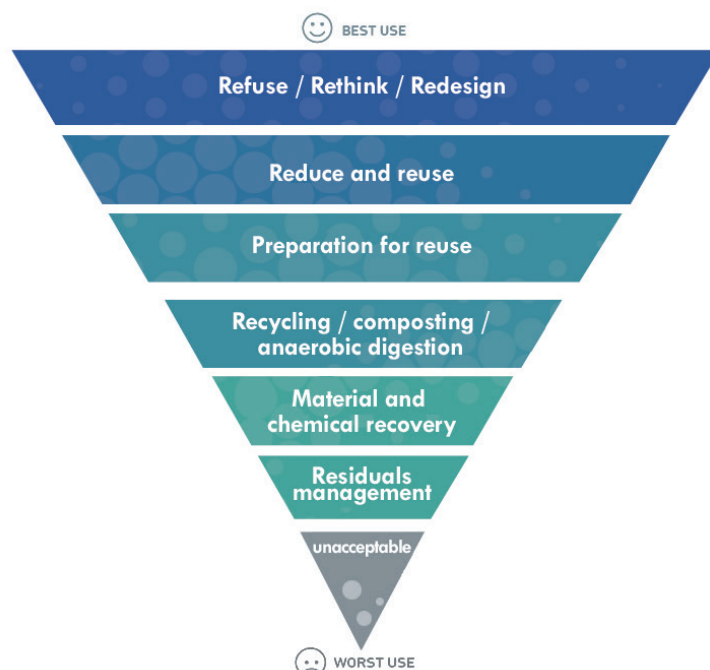 BEST USE
Refuse / Rethink / Redesign
Reduce and reuse
Preparation for reuse
Recycling / composting /
anaerobic digestion
Material and
chemical recovery
Residuals
management
unacceptable
WORST USE